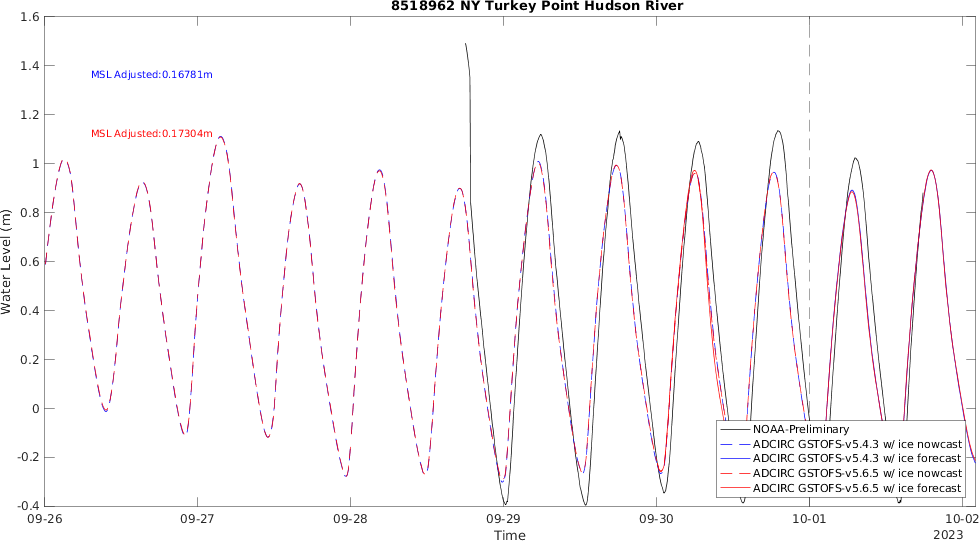 8518962 NY Turkey Point Hudson River
1.6
1.4
1.2
1
0.8
0.6
0.4
0.2
0
-0.2
-0.4
Water Level (m)
MSL Adjusted:0.16781m
MSL Adjusted:0.17304m
NOAA-Preliminary
ADCIRC GSTOFS-v5.4.3 w/ ice nowcast
ADCIRC GSTOFS-v5.4.3 w/ ice forecast
ADCIRC GSTOFS-v5.6.5 w/ ice nowcast
ADCIRC GSTOFS-v5.6.5 w/ ice forecast
09-26 09-27 09-28 09-29 09-30 10-01 10-02
Time
2023